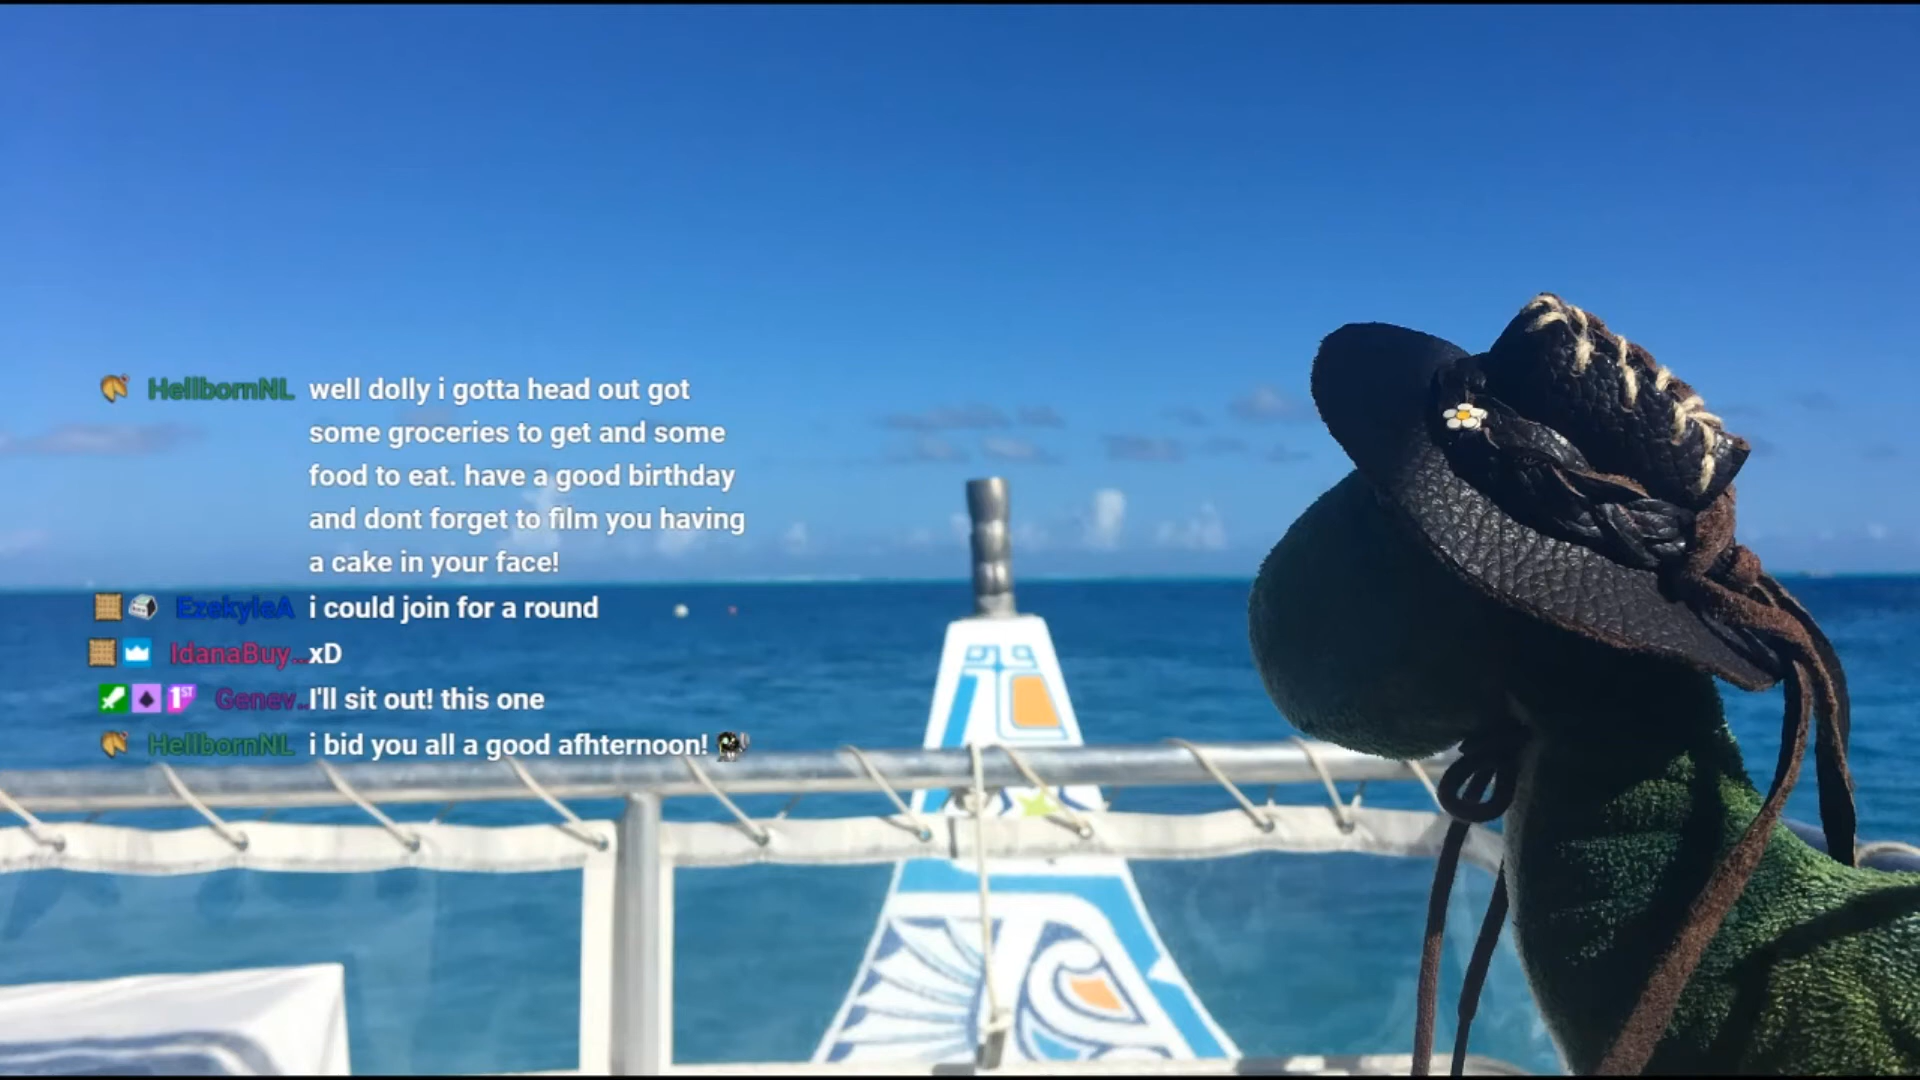 HellbornNL well dolly i gotta head out got
some groceries to get and some
food to eat. have a good birthday
and dont forget to film you having
a cake in your face!
EzekyleA i could join for a round
IdanaBuy...xD
1ST Genev...I'll sit out! this one
HellbornNL i bid you all a good afhternoon!